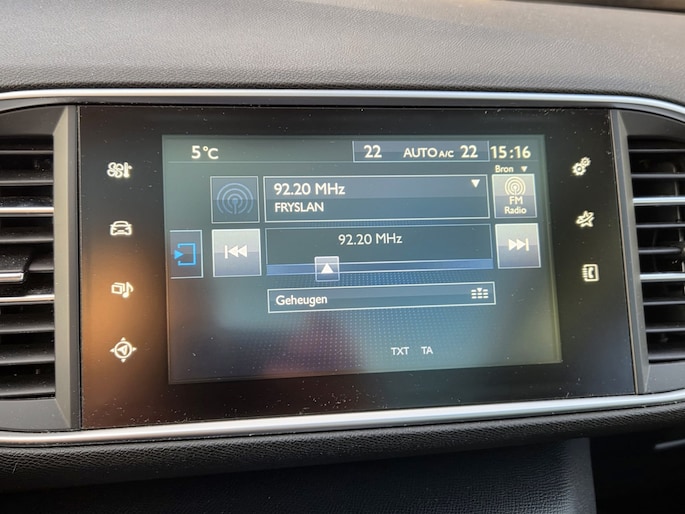 5°C 22 AUTO A/C 22 15:16
Bron ▼
92.20 MHz
FRYSLAN
FM
Radio
92.20 MHz
Geheugen
TXT TA